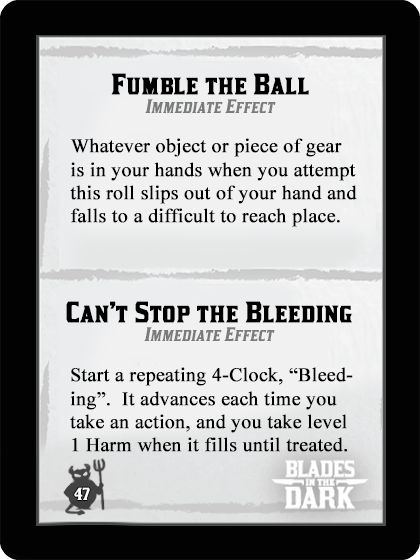 Fumble the Ball
Immediate Effect
Whatever object or piece of gear
is in your hands when you attempt
this roll slips out of your hand and
falls to a difficult to reach place.
Can't Stop the Bleeding
Immediate Effect
Start a repeating 4-Clock, “Bleed-
ing”.  It advances each time you
take an action, and you take level
1 Harm when it fills until treated.
47
BLADES
IN THE
DARK